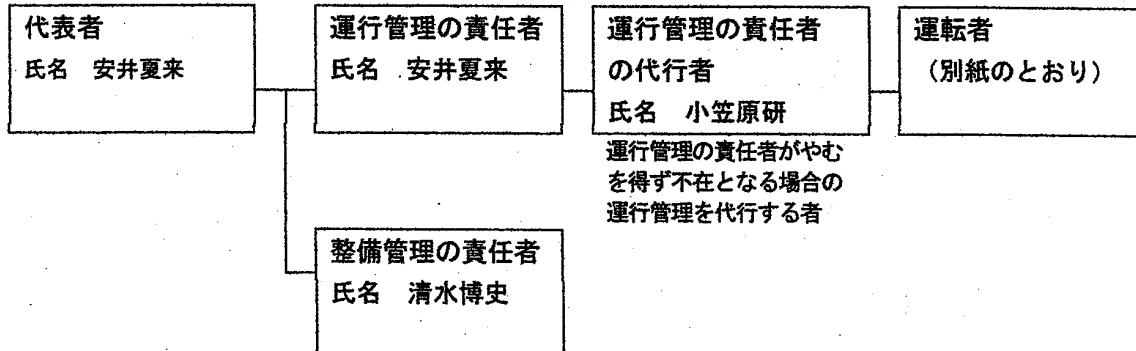 代表者
氏名　安井夏来
運行管理の責任者
氏名　安井夏来
運行管理の責任者
の代行者
氏名　小笠原研
運転者
（別紙のとおり）
運行管理の責任者がやむ
を得ず不在となる場合の
運行管理を代行する者
整備管理の責任者
氏名　清水博史